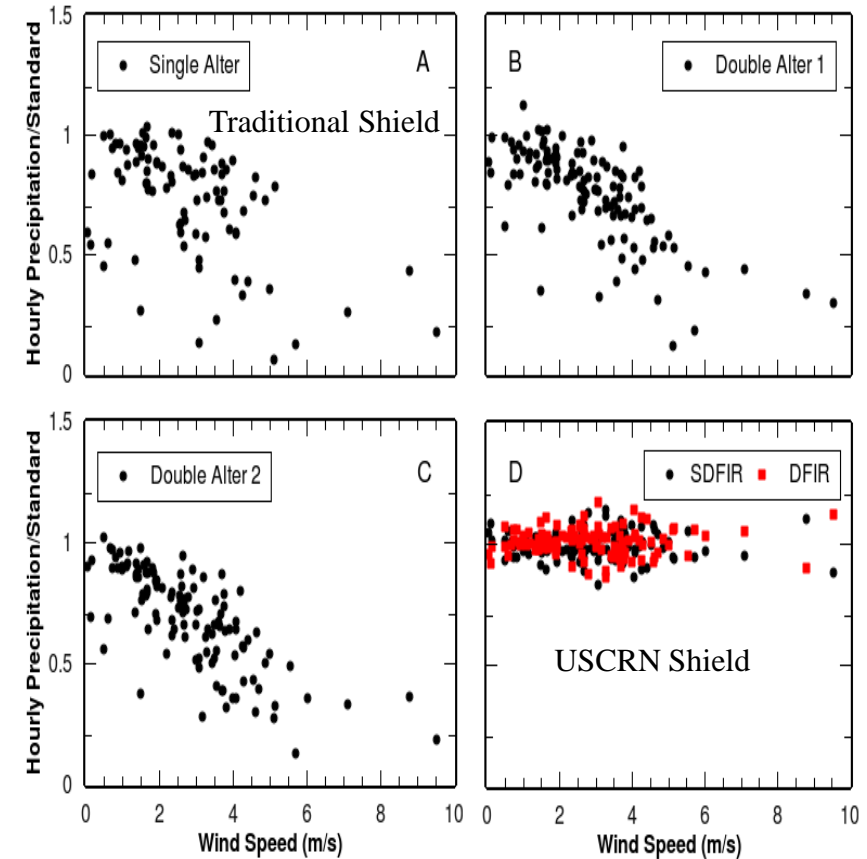 1.5
Hourly Precipitation/Standard
Single Alter
A
Traditional Shield
1
0.5
0
B
Double Alter 1
1.5
Hourly Precipitation/Standard
Double Alter 2
C
1
0.5
0
0 2 4 6 8 10
Wind Speed (m/s)
D
SDFIR DFIR
USCRN Shield
0 2 4 6 8 10
Wind Speed (m/s)